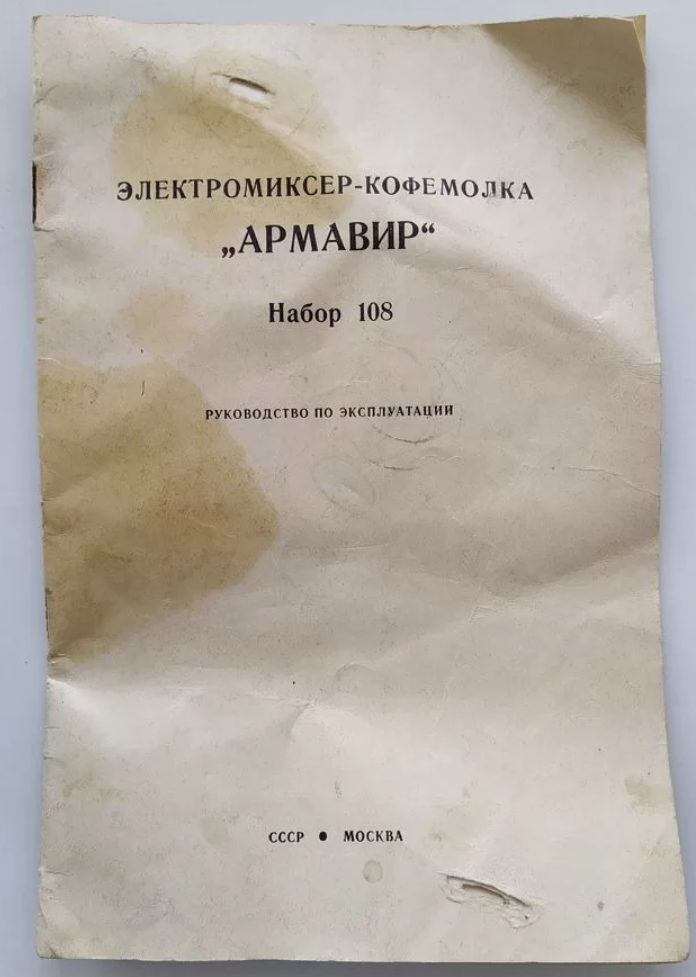 ЭЛЕКТРОМИКСЕР-КОФЕМОЛКА
„АРМАВИР“
Набор 108
РУКОВОДСТВО ПО ЭКСПЛУАТАЦИИ
СССР ● МОСКВА